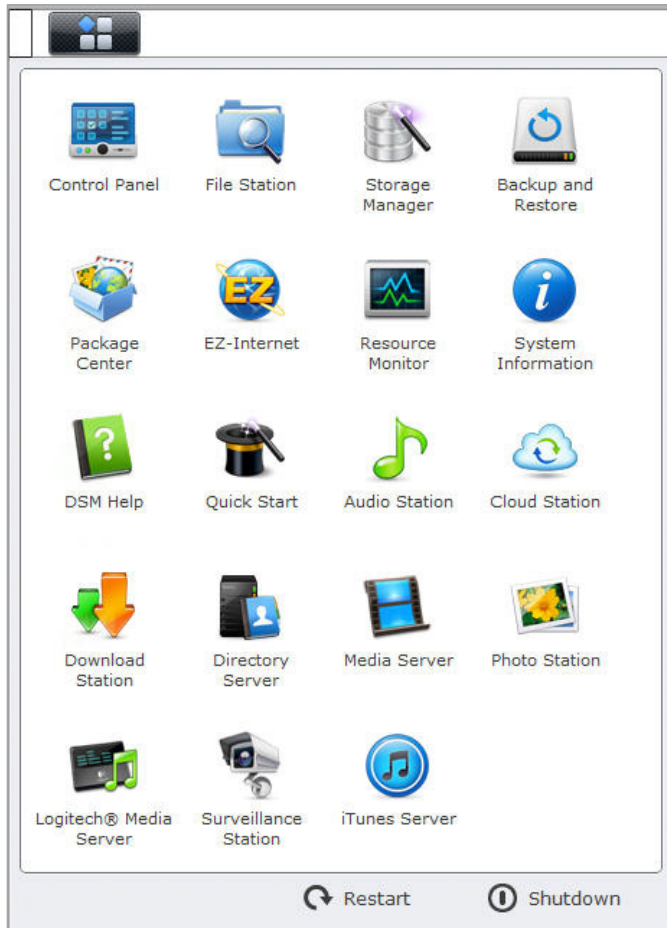 Control Panel
File Station
Storage
Manager
Backup and
Restore
Package
Center
EZ
EZ-Internet
Resource
Monitor
System
Information
DSM Help
Quick Start
Audio Station
Cloud Station
Download
Station
Directory
Server
Media Server
Photo Station
Logitech® Media
Server
Surveillance
Station
iTunes Server
Restart
Shutdown